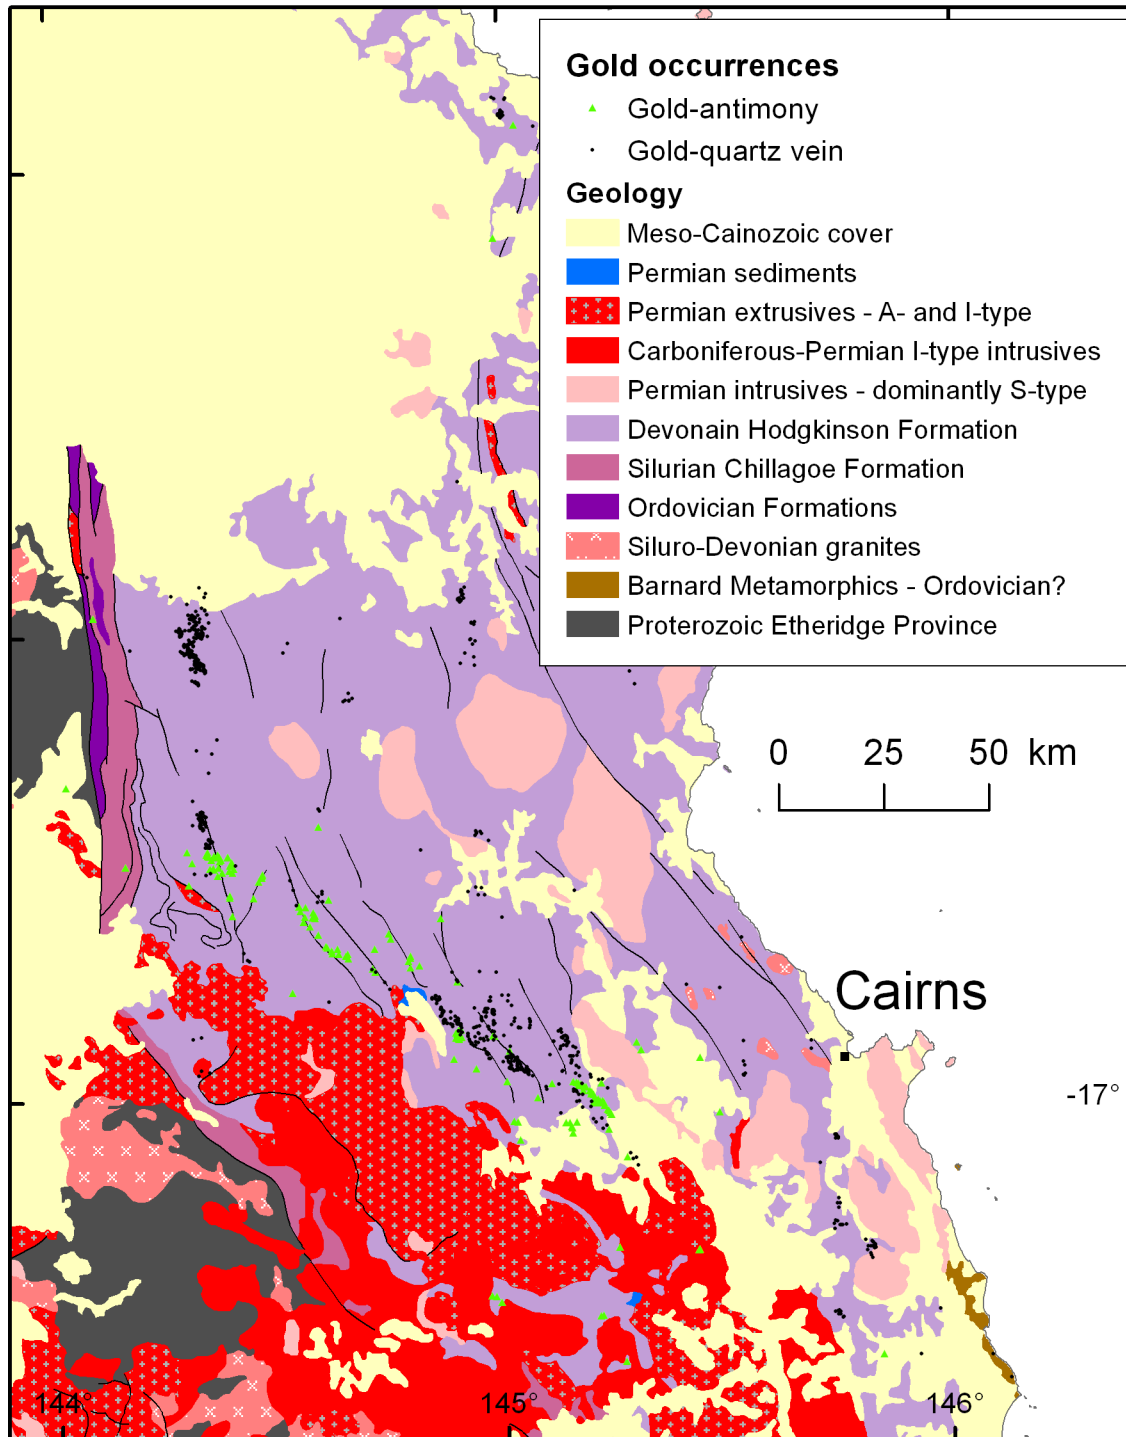 Gold occurrences
Gold-antimony
Gold-quartz vein
Geology
Meso-Cainozoic cover
Permian sediments
Permian extrusives - A- and I-type
Carboniferous-Permian I-type intrusives
Permian intrusives - dominantly S-type
Devonain Hodgkinson Formation
Silurian Chillagoe Formation
Ordovician Formations
Siluro-Devonian granites
Barnard Metamorphics - Ordovician?
Proterozoic Etheridge Province
0 25 50 km
Cairns
-17°
144° 145° 146°